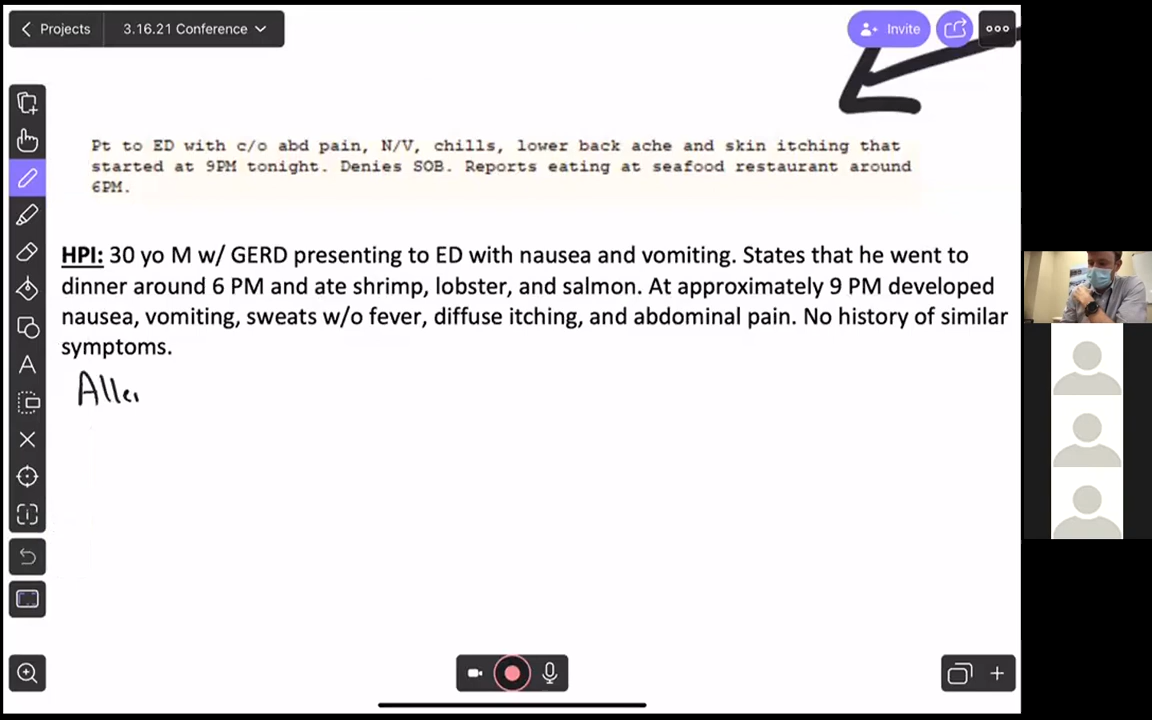 Projects
3.16.21 Conference
Invite
Pt to ED with c/o abd pain, N/V, chills, lower back ache and skin itching that
started at 9PM tonight. Denies SOB. Reports eating at seafood restaurant around
6PM.
HPI: 30 yo M w/ GERD presenting to ED with nausea and vomiting. States that he went to
dinner around 6 PM and ate shrimp, lobster, and salmon. At approximately 9 PM developed
nausea, vomiting, sweats w/o fever, diffuse itching, and abdominal pain. No history of similar
symptoms.
Aller